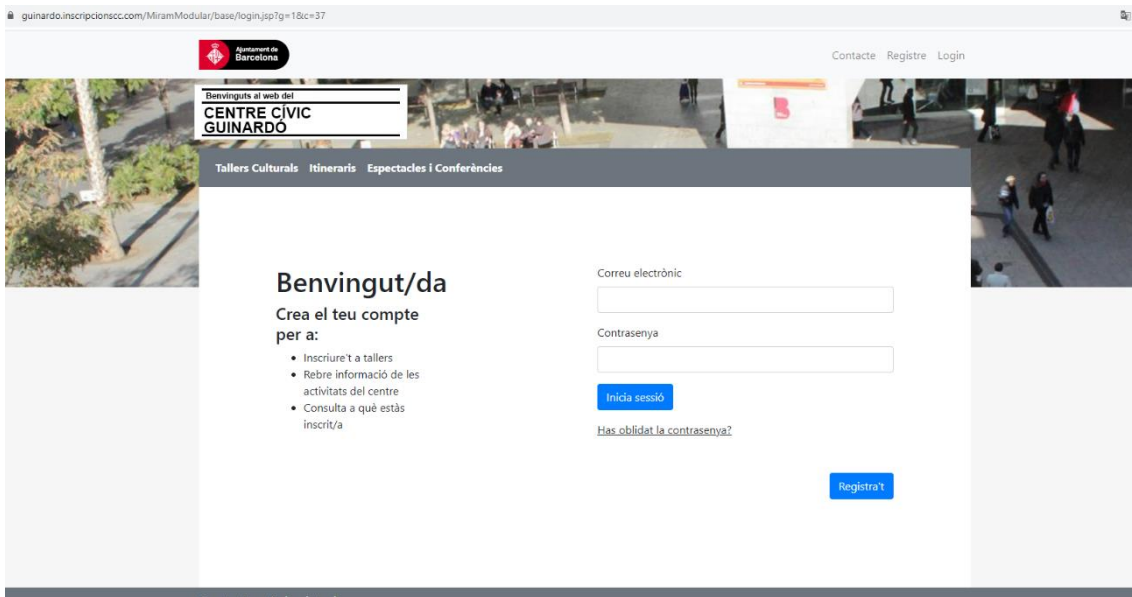 guinardo.inscripcionscc.com/MiramModular/base/login.jsp?g=1&c=37
Ajuntament de
Barcelona
Contacte Registre Login
Benvinguts al web del
CENTRE CÍVIC
GUINARDÓ
Tallers Culturals Itineraris Espectacles i Conferències
Benvingut/da
Crea el teu compte
per a:
Inscriure't a tallers
Rebre informació de les
activitats del centre
Consulta a què estàs
inscrit/a
Correu electrònic
Contrasenya
Inicia sessió
Has oblidat la contrasenya?
Registra't